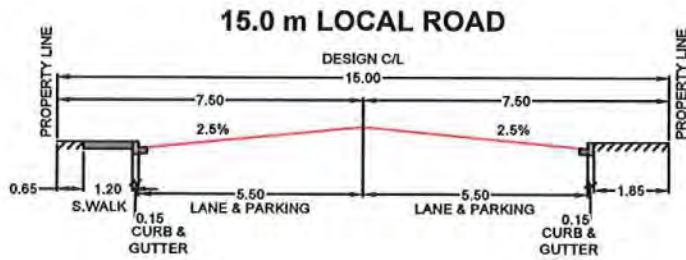 15.0 m LOCAL ROAD
PROPERTY LINE
DESIGN C/L
15.00
PROPERTY LINE
7.50
7.50
2.5%
2.5%
0.65
1.20
5.50
5.50
1.85
S.WALK
LANE & PARKING
LANE & PARKING
0.15
CURB &
GUTTER
0.15
CURB &
GUTTER